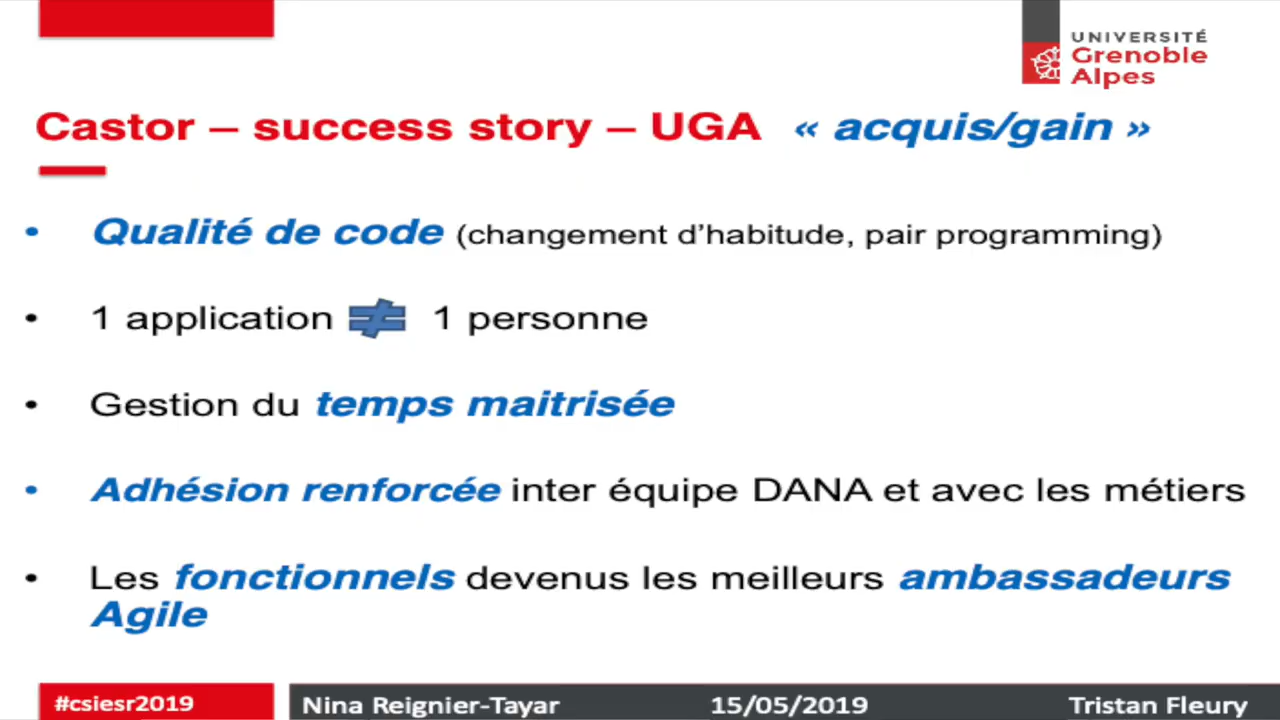 UNIVERSITÉ
Grenoble
Alpes
Castor – success story – UGA « acquis/gain »
• Qualité de code (changement d’habitude, pair programming)
• 1 application ≠ 1 personne
• Gestion du temps maitrisée
• Adhésion renforcée inter équipe DANA et avec les métiers
• Les fonctionnels devenus les meilleurs ambassadeurs
Agile
#csiesr2019 Nina Reignier-Tayar 15/05/2019 Tristan Fleury